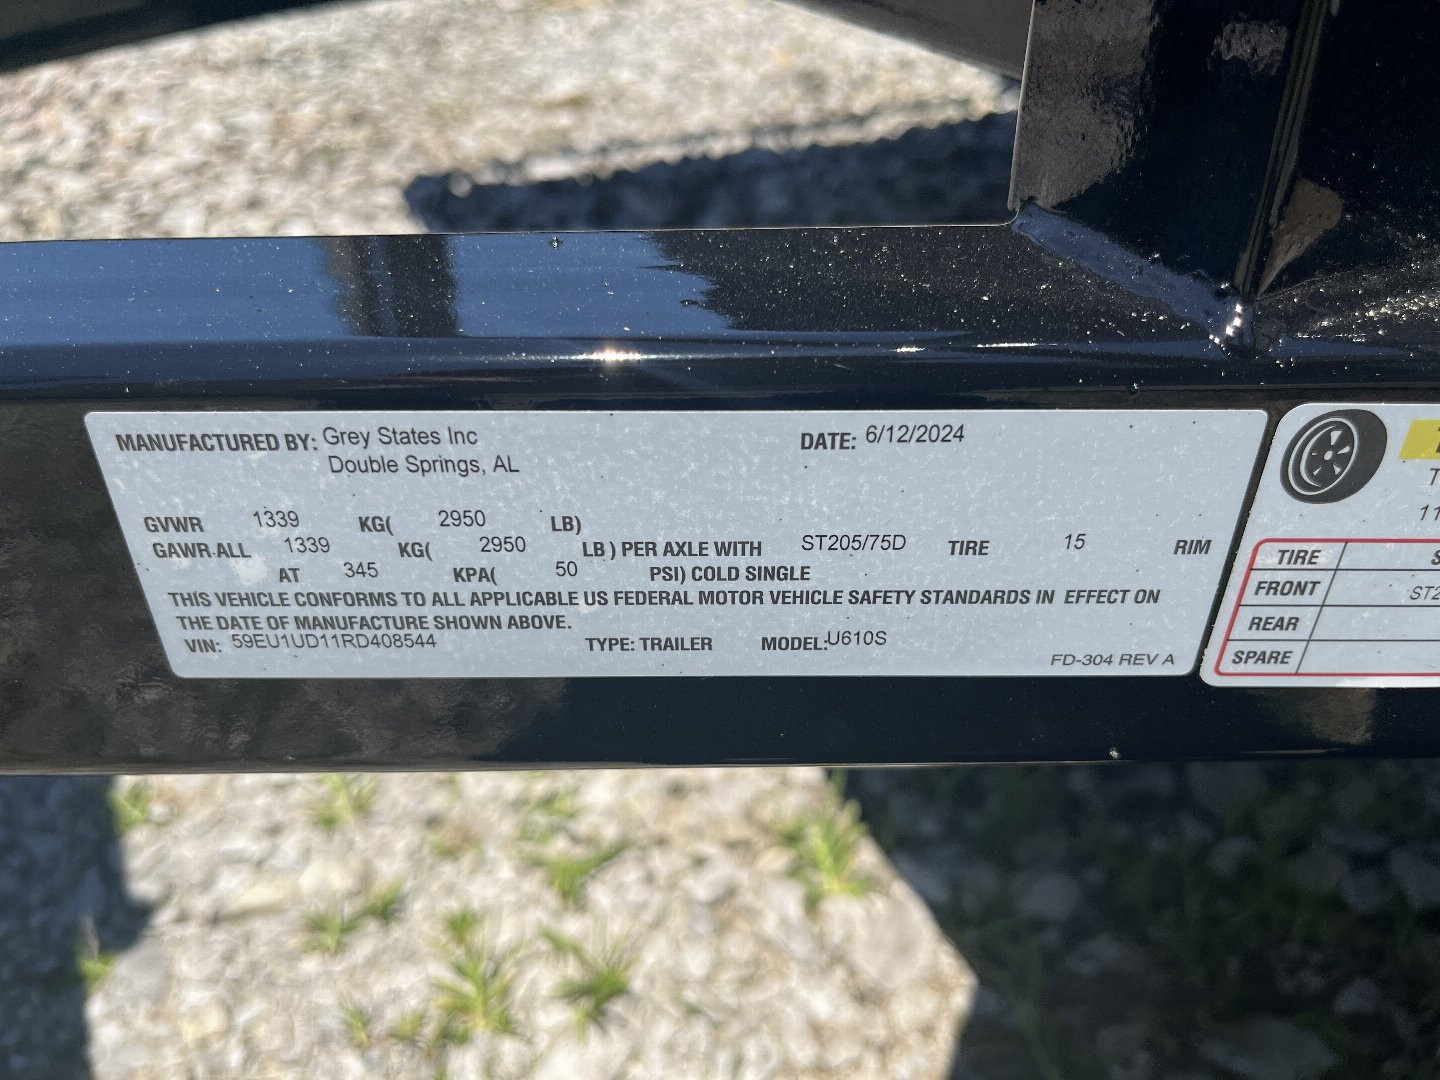 MANUFACTURED BY: Grey States Inc DATE: 6/12/2024
Double Springs, AL
GVWR 1339 KG( 2950 LB)
GAWR ALL 1339 KG( 2950 LB ) PER AXLE WITH ST205/75D TIRE 15 RIM
AT 345 KPA( 50 PSI) COLD SINGLE
THIS VEHICLE CONFORMS TO ALL APPLICABLE US FEDERAL MOTOR VEHICLE SAFETY STANDARDS IN EFFECT ON
THE DATE OF MANUFACTURE SHOWN ABOVE.
VIN: 59EU1UD11RD408544 TYPE: TRAILER MODEL: U610S
FD-304 REV A
TIRE
FRONT
REAR
SPARE